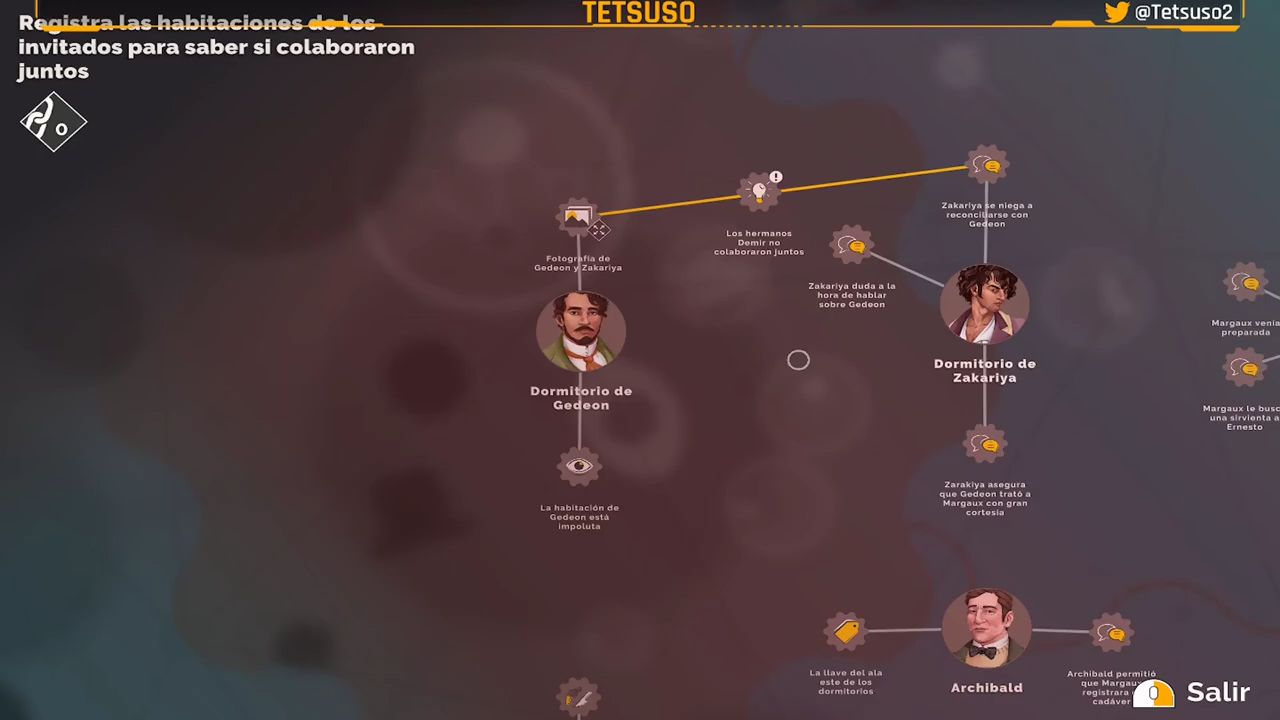 TETSUSO
@Tetsuso2
Registra las habitaciones de los
invitados para saber si colaboraron
juntos
0
Zakariya se niega a
reconciliarse con
Gedeon
Los hermanos
Demir no
colaboraron juntos
Fotografía de
Gedeon y Zakariya
Zakariya duda a la
hora de hablar
sobre Gedeon
Margaux venía
preparada
Dormitorio de
Zakariya
Dormitorio de
Gedeon
Margaux le
una sirvienta a
Ernesto
Zarakiya asegura
que Gedeon trató a
Margaux con gran
cortesía
La habitación de
Gedeon está
impoluta
La llave del ala
este de los
dormitorios
Archibald
Archibald permitió
que Margaux
registrara
cadáver
Salir